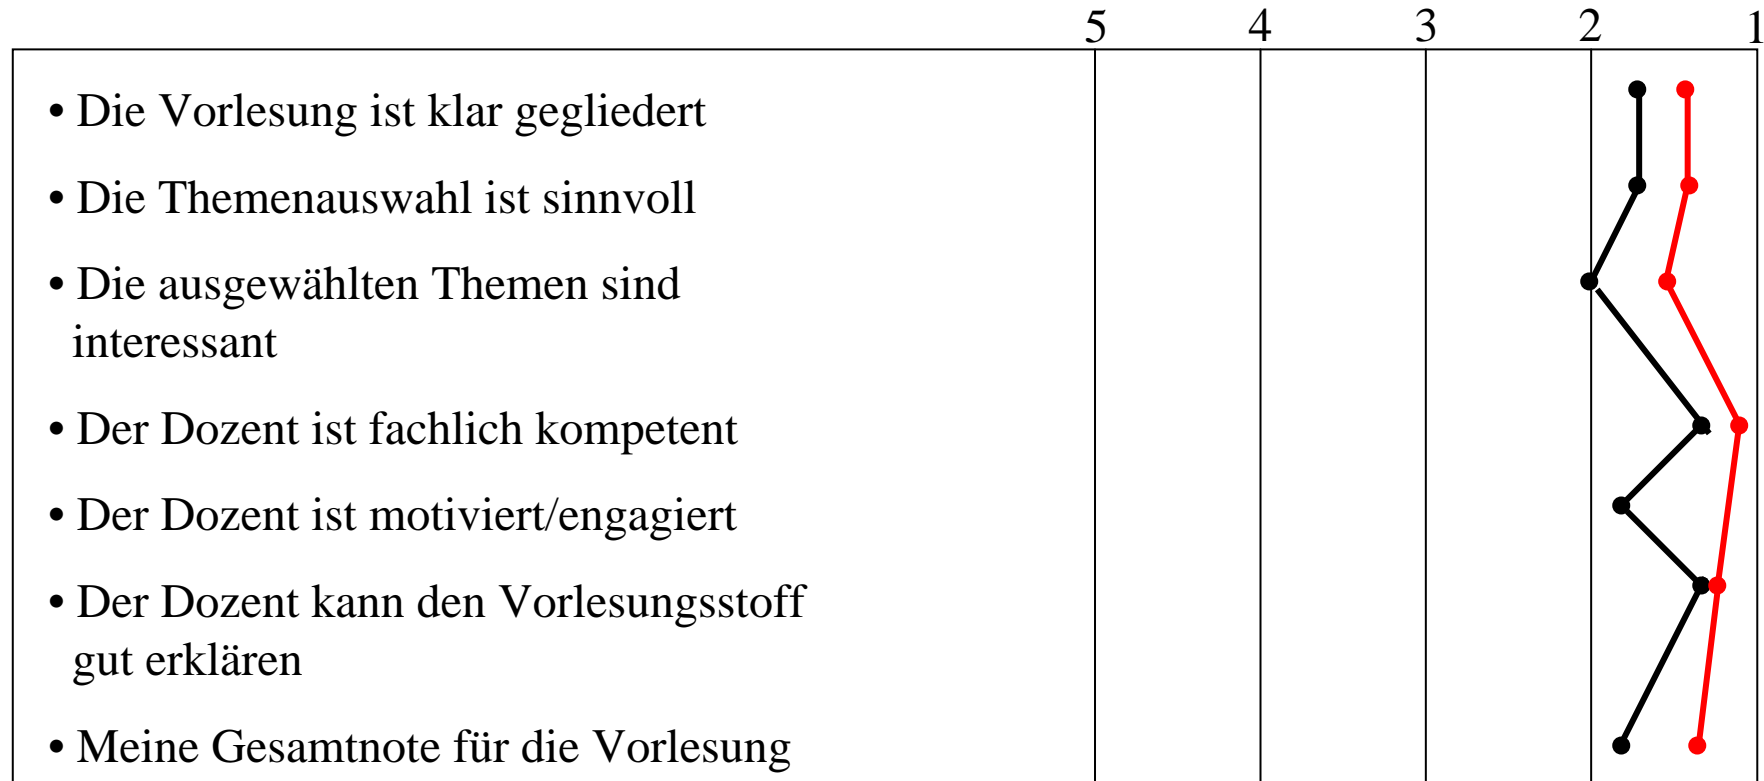 5 4 3 2 1
• Die Vorlesung ist klar gegliedert
• Die Themenauswahl ist sinnvoll
• Die ausgewählten Themen sind
interessant
• Der Dozent ist fachlich kompetent
• Der Dozent ist motiviert/engagiert
• Der Dozent kann den Vorlesungsstoff
gut erklären
• Meine Gesamtnote für die Vorlesung